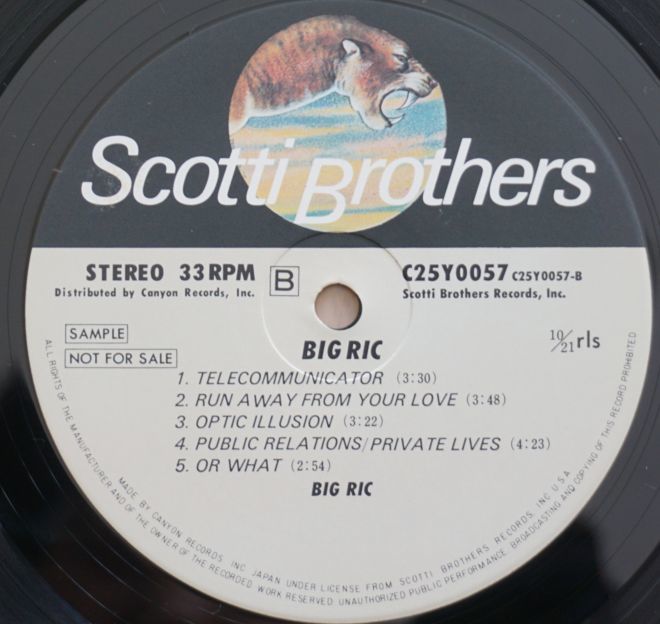 Scotti Brothers
STEREO 33RPM
Distributed by Canyon Records, Inc.
B
C25Y0057 C25Y0057-B
Scotti Brothers Records, Inc.
SAMPLE
NOT FOR SALE
10/21 rls
BIG RIC
1. TELECOMMUNICATOR (3:30)
2. RUN AWAY FROM YOUR LOVE (3:48)
3. OPTIC ILLUSION (3:22)
4. PUBLIC RELATIONS/PRIVATE LIVES (4:23)
5. OR WHAT (2:54)
BIG RIC
MADE BY CANYON RECORDS, INC. JAPAN UNDER LICENSE FROM SCOTTI BROTHERS RECORDS, INC. U.S.A.
ALL RIGHTS OF THE MANUFACTURER AND OF THE OWNER OF THE RECORDED WORK RESERVED. UNAUTHORIZED PUBLIC PERFORMANCE, BROADCASTING AND COPYING OF THIS RECORD PROHIBITED